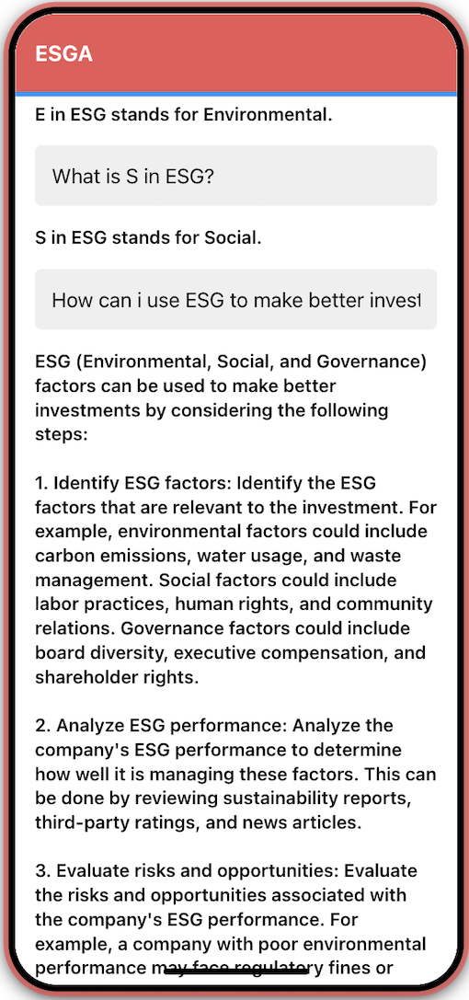 ESGA
E in ESG stands for Environmental.
What is S in ESG?
S in ESG stands for Social.
How can i use ESG to make better invest
ESG (Environmental, Social, and Governance)
factors can be used to make better
investments by considering the following
steps:
1. Identify ESG factors: Identify the ESG
factors that are relevant to the investment. For
example, environmental factors could include
carbon emissions, water usage, and waste
management. Social factors could include
labor practices, human rights, and community
relations. Governance factors could include
board diversity, executive compensation, and
shareholder rights.
2. Analyze ESG performance: Analyze the
company's ESG performance to determine
how well it is managing these factors. This can
be done by reviewing sustainability reports,
third-party ratings, and news articles.
3. Evaluate risks and opportunities: Evaluate
the risks and opportunities associated with
the company's ESG performance. For
example, a company with poor environmental
performance may face regulatory fines or